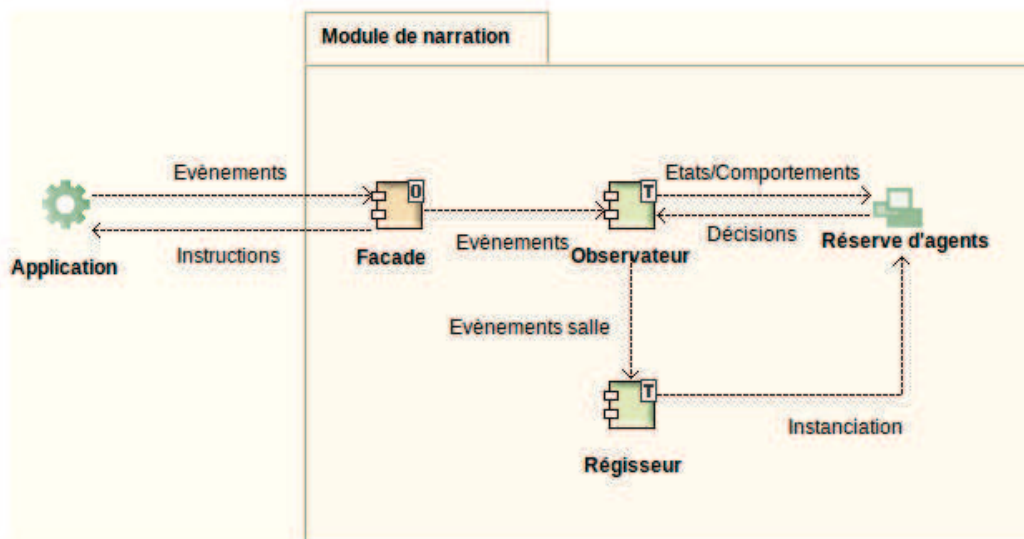 Module de narration
Evènements
Instructions
Application
O
Facade
Evènements
T
Observateur
Etats/Comportements
Décisions
Réserve d'agents
Evènements salle
T
Régisseur
Instanciation